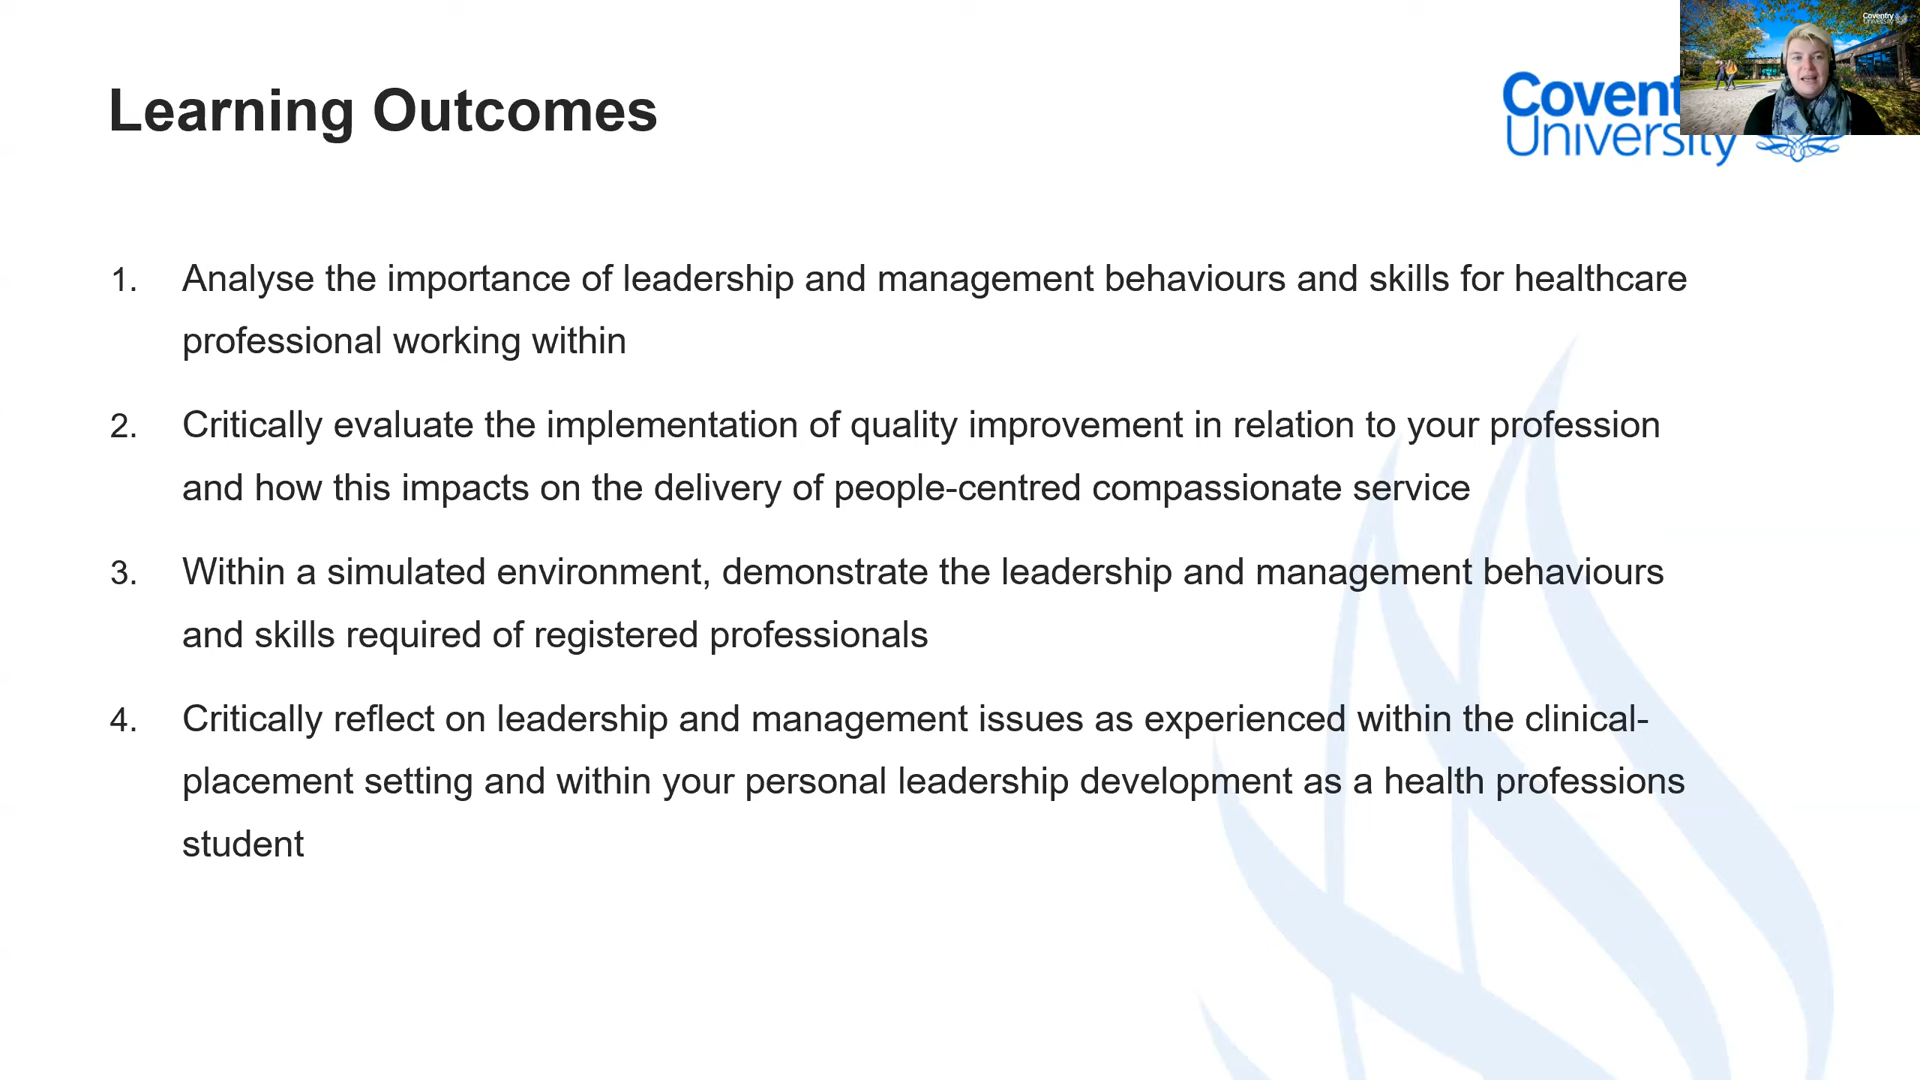 Learning Outcomes
Coventry
University
Covent
University
1. Analyse the importance of leadership and management behaviours and skills for healthcare
professional working within
2. Critically evaluate the implementation of quality improvement in relation to your profession
and how this impacts on the delivery of people-centred compassionate service
3. Within a simulated environment, demonstrate the leadership and management behaviours
and skills required of registered professionals
4. Critically reflect on leadership and management issues as experienced within the clinical-
placement setting and within your personal leadership development as a health professions
student